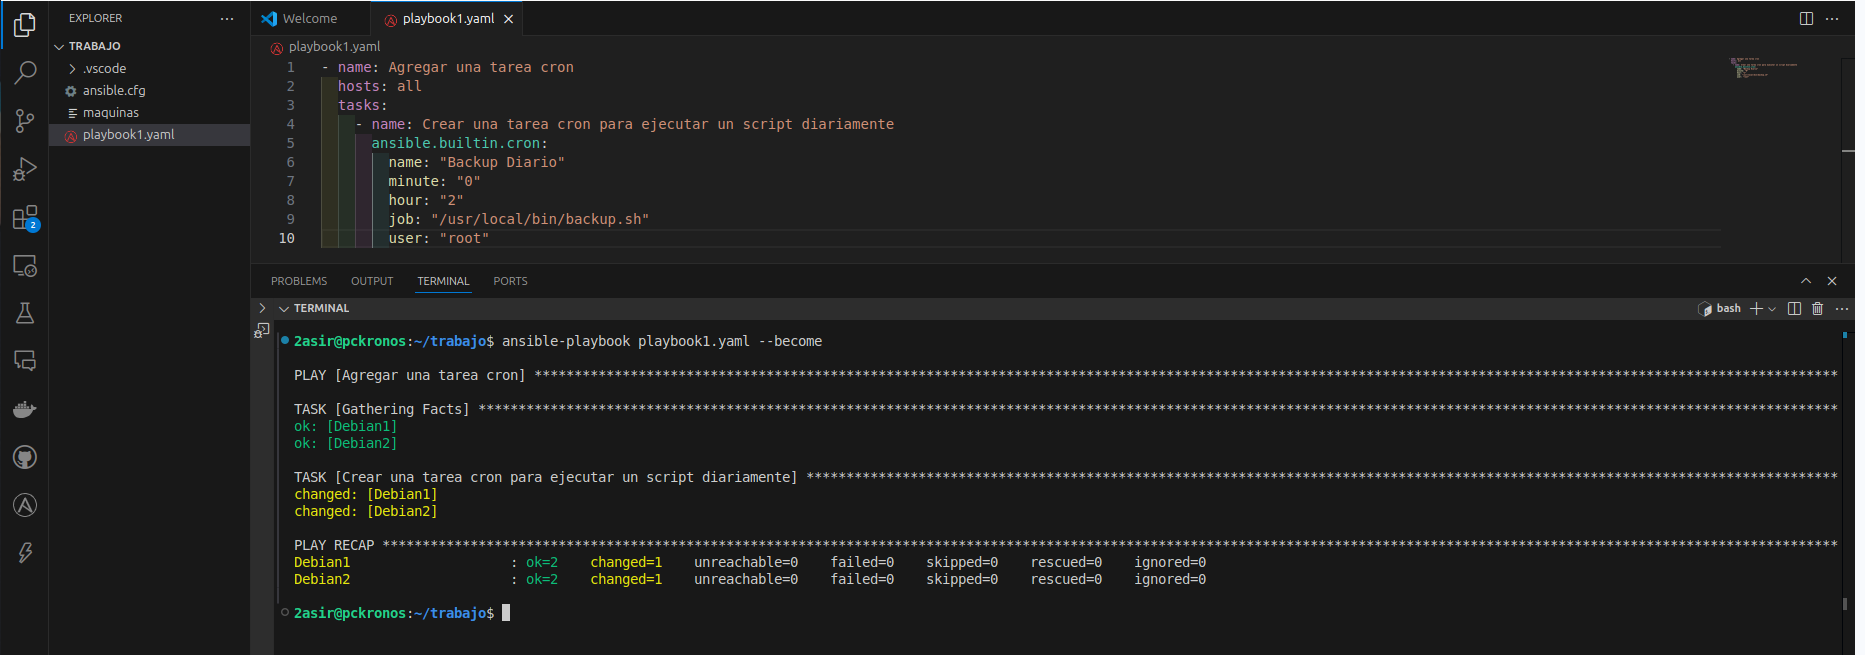 EXPLORER
TRABAJO
.vscode
ansible.cfg
maquinas
playbook1.yaml
2
Welcome
playbook1.yaml
playbook1.yaml
1 - name: Agregar una tarea cron
2 hosts: all
3 tasks:
4 - name: Crear una tarea cron para ejecutar un script diariamente
5 ansible.builtin.cron:
6 name: "Backup Diario"
7 minute: "0"
8 hour: "2"
9 job: "/usr/local/bin/backup.sh"
10 user: "root"
PROBLEMS OUTPUT TERMINAL PORTS
TERMINAL
bash
2asir@pckronos:~/trabajo$ ansible-playbook playbook1.yaml --become
PLAY [Agregar una tarea cron] *******************************************************************************************************************************************************************
TASK [Gathering Facts] **************************************************************************************************************************************************************************
ok: [Debian1]
ok: [Debian2]
TASK [Crear una tarea cron para ejecutar un script diariamente] *********************************************************************************************************************************
changed: [Debian1]
changed: [Debian2]
PLAY RECAP **************************************************************************************************************************************************************************************
Debian1 : ok=2 changed=1 unreachable=0 failed=0 skipped=0 rescued=0 ignored=0
Debian2 : ok=2 changed=1 unreachable=0 failed=0 skipped=0 rescued=0 ignored=0
2asir@pckronos:~/trabajo$